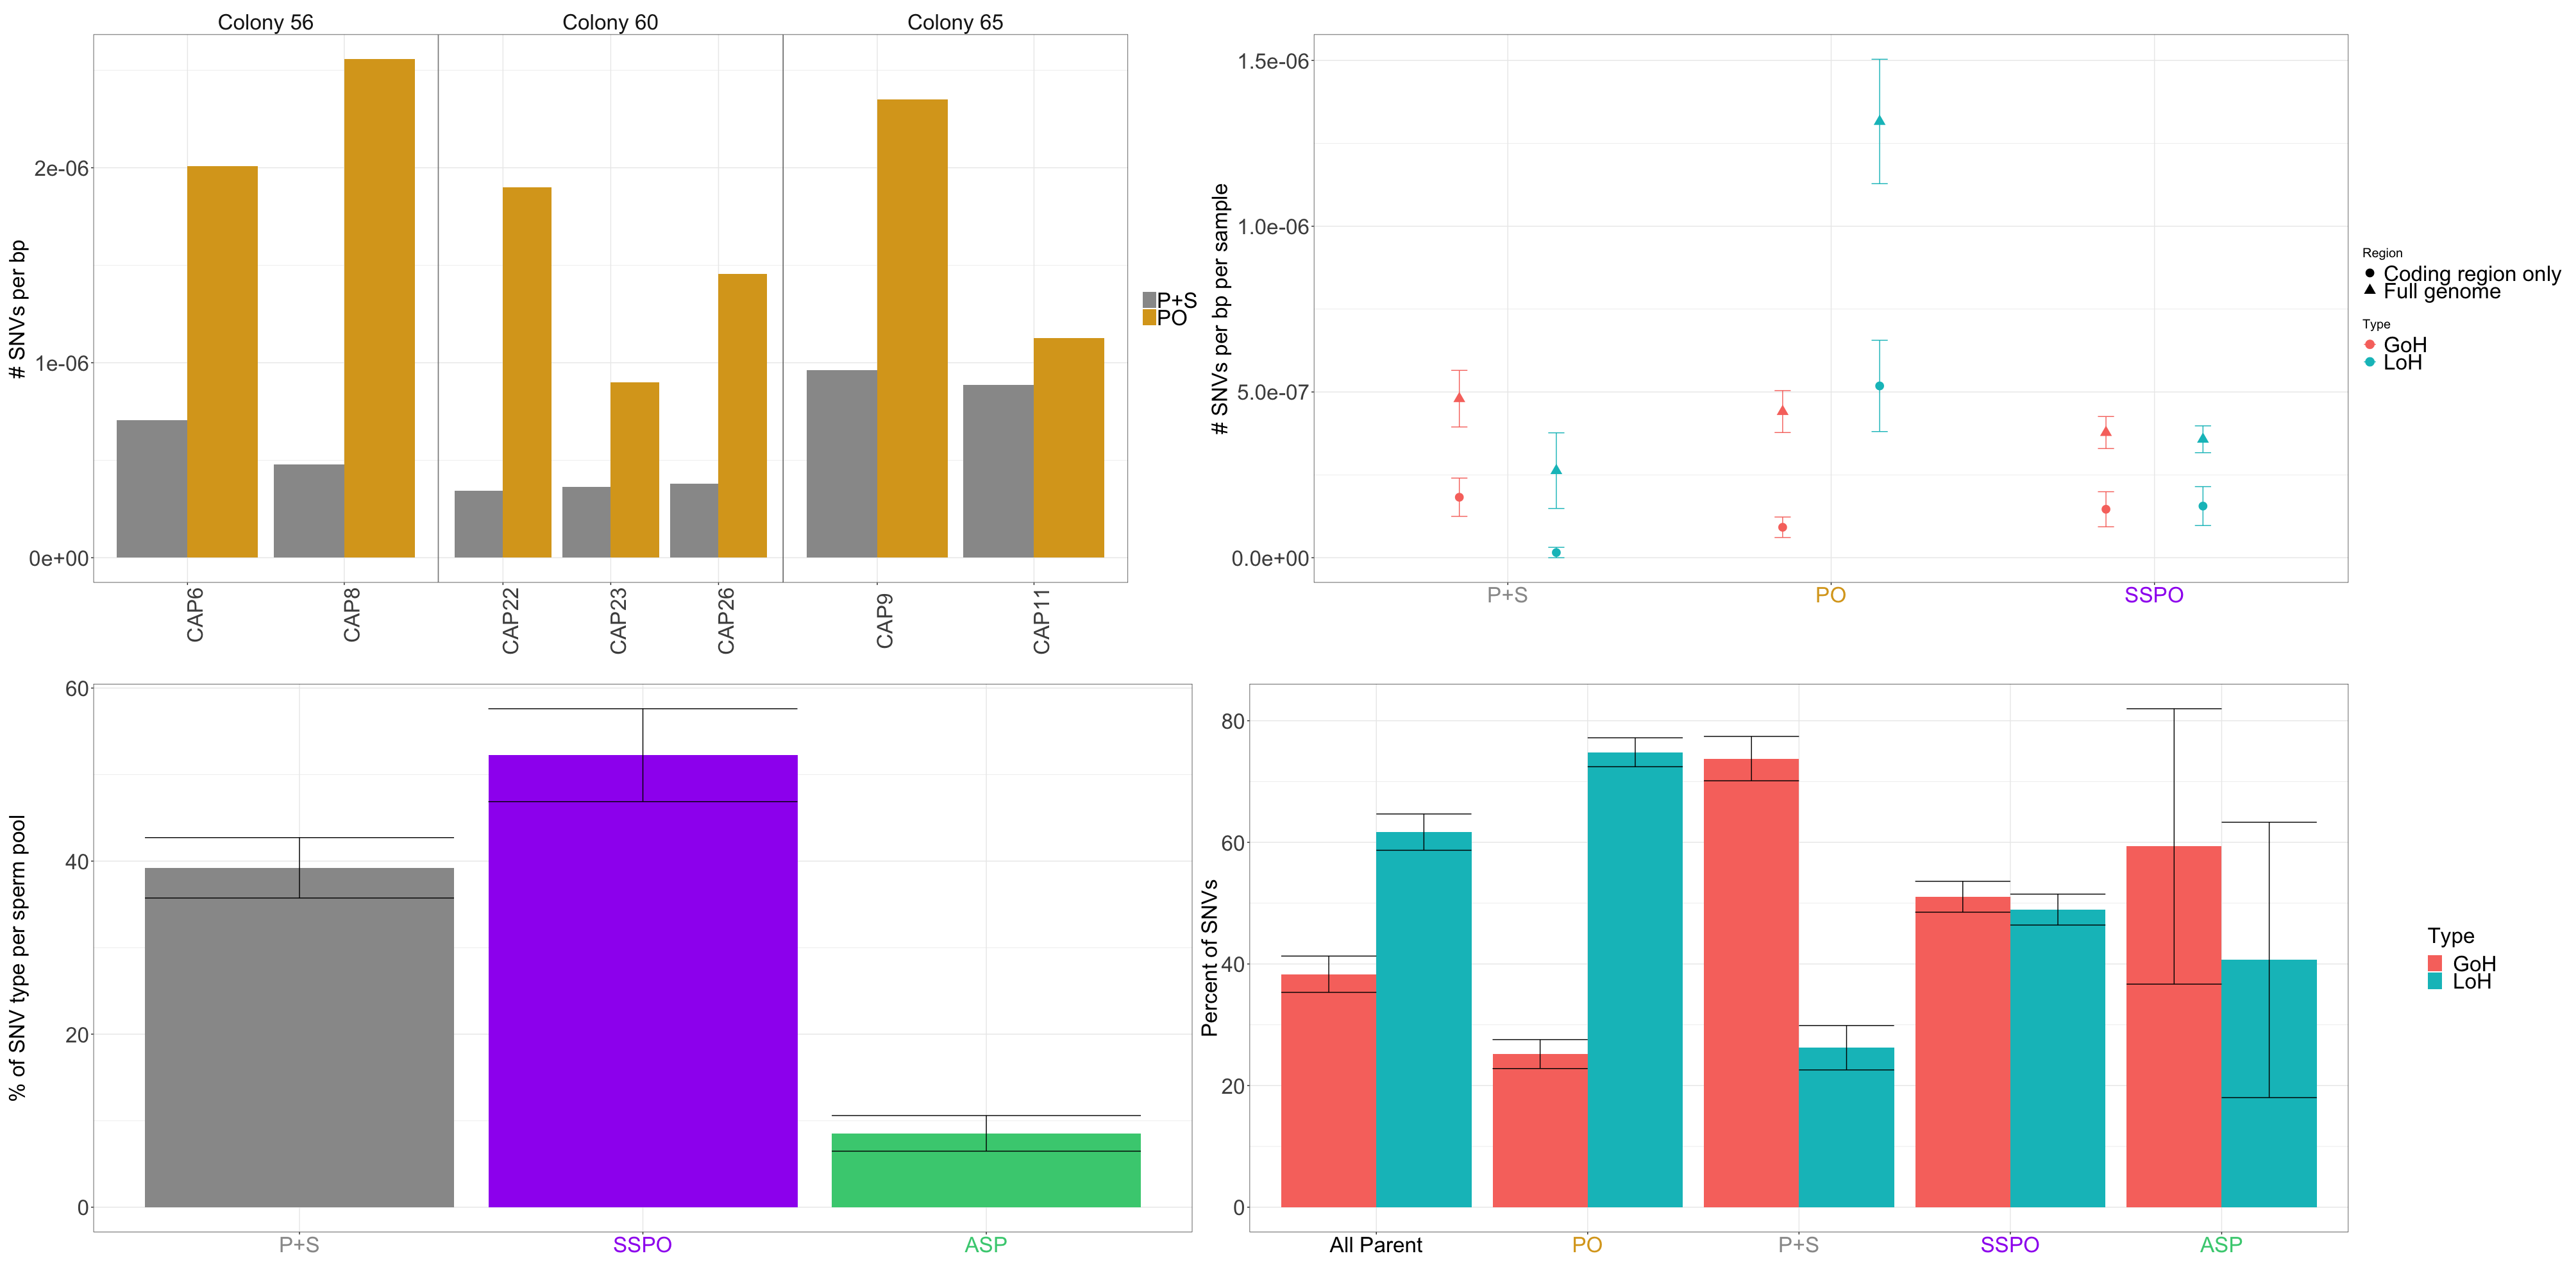 Colony 56
Colony 60
Colony 65
# SNVs per bp
2e-06
1e-06
0e+00
CAP6
CAP8
CAP22
CAP23
CAP26
CAP9
CAP11
P+S
PO
# SNVs per bp per sample
1.5e-06
1.0e-06
5.0e-07
0.0e+00
P+S
PO
SSPO
Region
Coding region only
Full genome
Type
GoH
LoH
% of SNV type per sperm pool
60
40
20
0
P+S
SSPO
ASP
Percent of SNVs
80
60
40
20
0
All Parent
PO
P+S
SSPO
ASP
Type
GoH
LoH